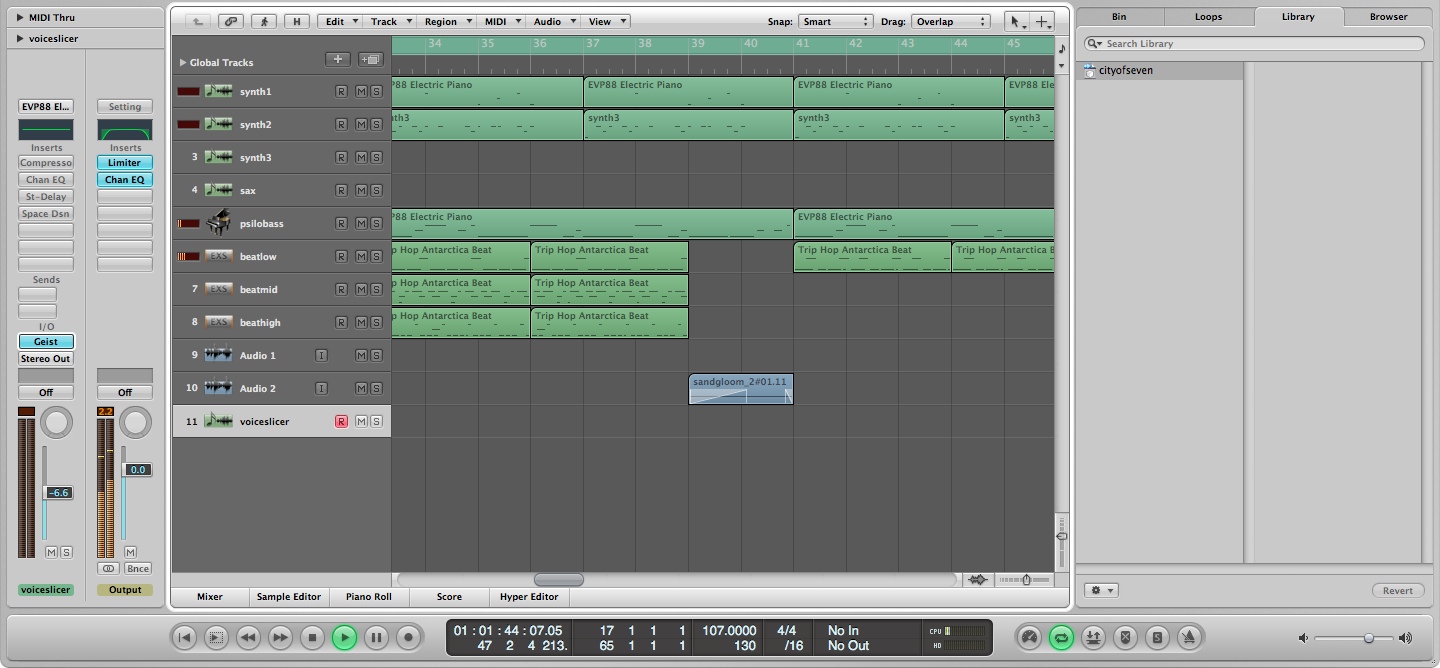 MIDI Thru
voiceslicer
EVP88 El...
Setting
Inserts
Inserts
Compresso
Limiter
Chan EQ
Chan EQ
St-Delay
Space Dsn
Sends
I/O
Geist
Stereo Out
Off
Off
2.2
0.0
-6.6
M S
M
Bnce
voiceslicer
Output
H
Edit
Track
Region
MIDI
Audio
View
Snap: Smart
Drag: Overlap
34 35 36 37 38 39 40 41 42 43 44 45
Global Tracks
synth1 R M S
P88 Electric Piano
EVP88 Electric Piano
EVP88 Electric Piano
EVP88 Ele
synth2 R M S
nth3
synth3
synth3
synth3
3 synth3 R M S
4 sax R M S
psilobass R M S
P88 Electric Piano
EVP88 Electric Piano
EXS beatlow R M S
p Hop Antarctica Beat
Trip Hop Antarctica Beat
Trip Hop Antarctica Beat
Trip Hop Antarctica B
7 EXS beatmid R M S
p Hop Antarctica Beat
Trip Hop Antarctica Beat
8 EXS beathigh R M S
p Hop Antarctica Beat
Trip Hop Antarctica Beat
9 Audio 1 I M S
10 Audio 2 I M S
sandgloom_2#01.11
11 voiceslicer R M S
Mixer
Sample Editor
Piano Roll
Score
Hyper Editor
Bin
Loops
Library
Browser
Search Library
cityofseven
Revert
01 : 01 : 44 : 07.05
47 2 4 213.
17 1 1 1
65 1 1 1
107.0000
130
4/4
/16
No In
No Out
CPU
HD
S